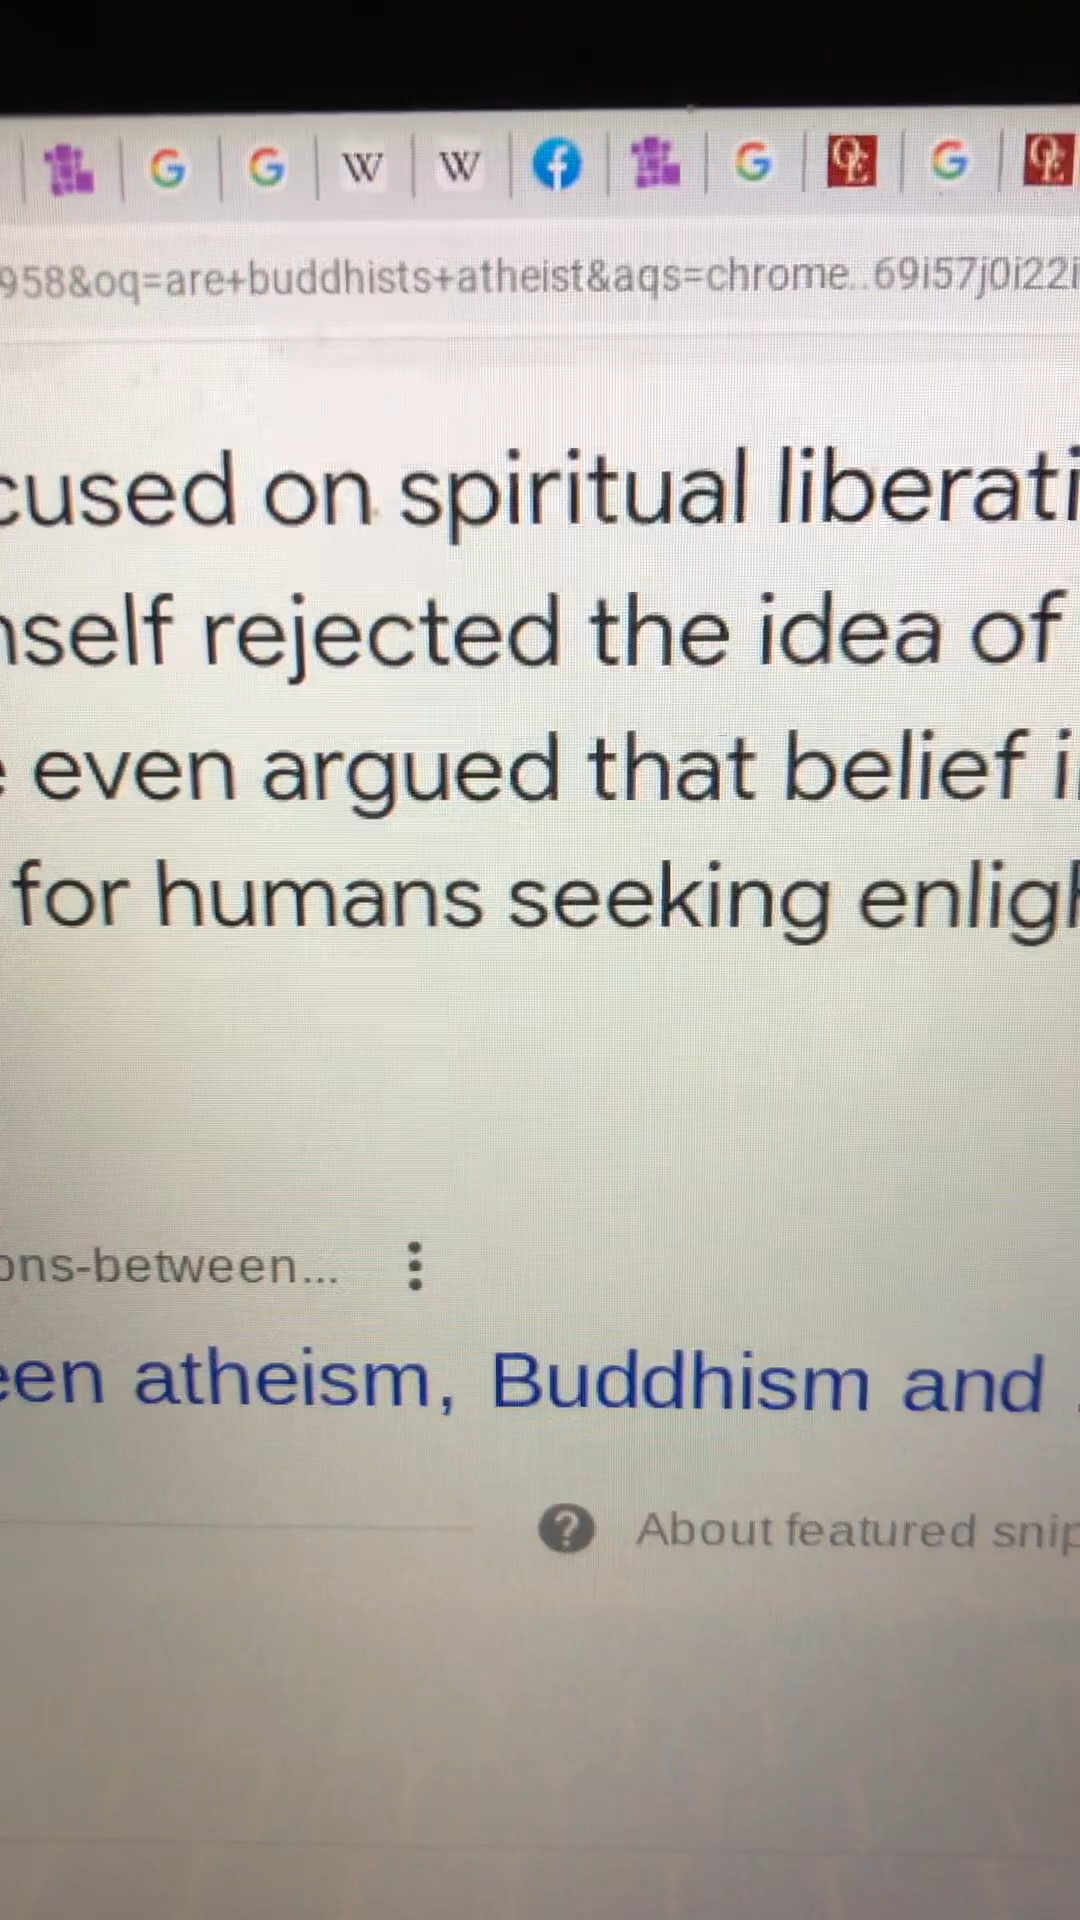 G G W W f G Œ G Œ
958&oq=are+buddhists+atheist&aqs=chrome..69i57j0i22i
cused on spiritual liberati
nself rejected the idea of
e even argued that belief i
for humans seeking enligh
ons-between...
een atheism, Buddhism and
? About featured snip